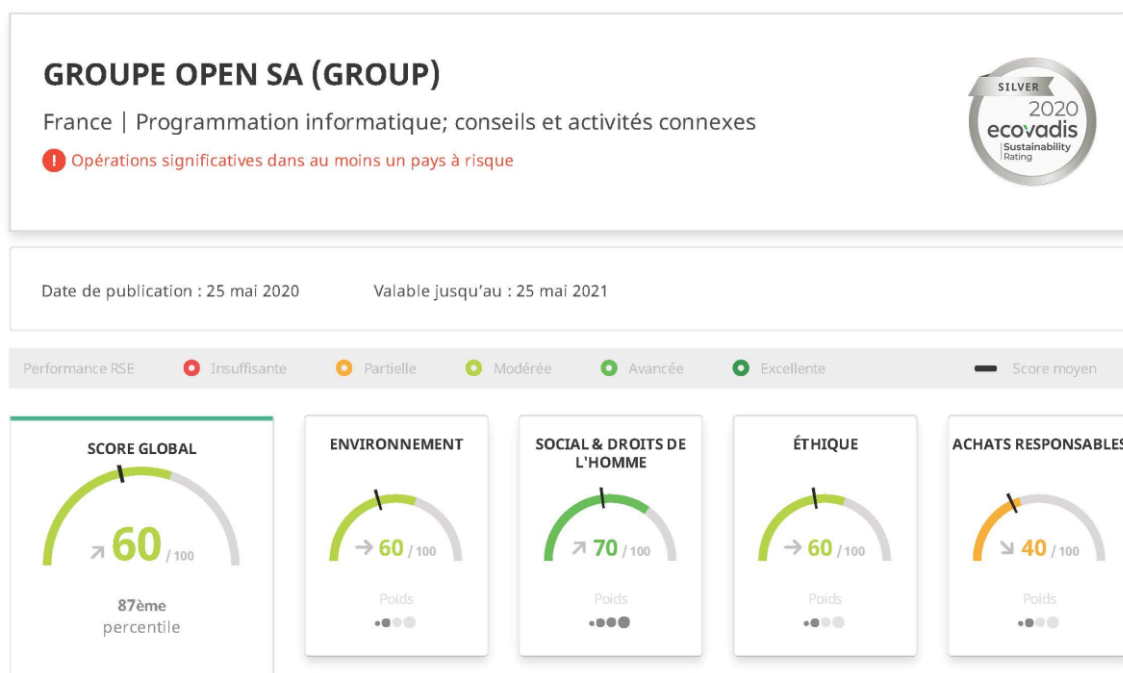 GROUPE OPEN SA (GROUP)
France | Programmation informatique; conseils et activités connexes
! Opérations significatives dans au moins un pays à risque
SILVER
2020
ecovadis
Sustainability
Rating
Date de publication : 25 mai 2020 Valable jusqu'au : 25 mai 2021
Performance RSE Insuffisante Partielle Modérée Avancée Excellente Score moyen
SCORE GLOBAL
60 / 100
87ème
percentile
ENVIRONNEMENT
60 / 100
Poids
SOCIAL & DROITS DE
L'HOMME
70 / 100
Poids
ÉTHIQUE
60 / 100
Poids
ACHATS RESPONSABLES
40 / 100
Poids